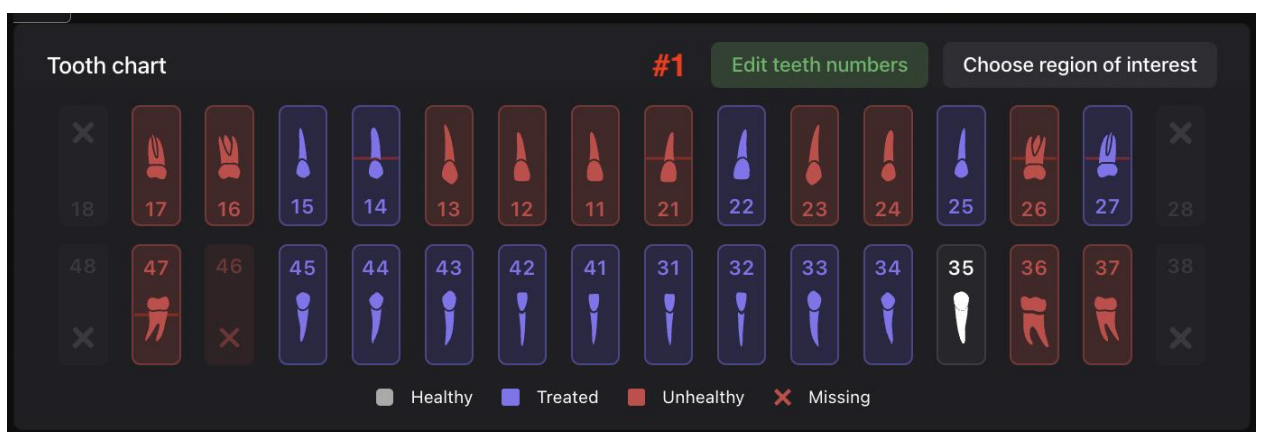 Tooth chart #1 Edit teeth numbers Choose region of interest
18 17 16 15 14 13 12 11 21 22 23 24 25 26 27 28
48 47 46 45 44 43 42 41 31 32 33 34 35 36 37 38
Healthy Treated Unhealthy Missing